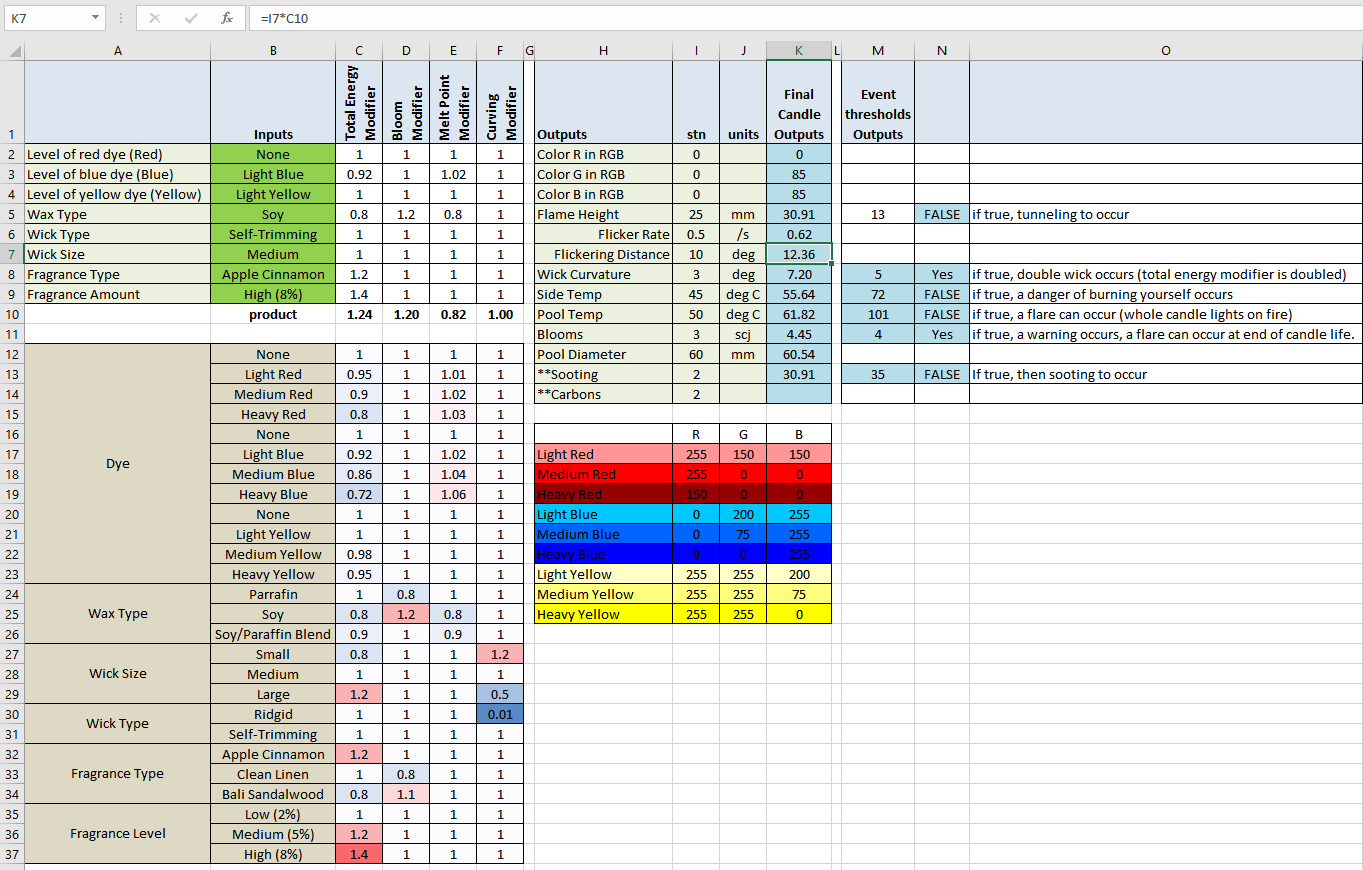 K7 fx =I7*C10
A B C D E F G H I J K L M N O
1 Inputs Total Energy Modifier Bloom Modifier Melt Point Modifier Curving Modifier Outputs stn units Final Candle Outputs Event thresholds Outputs
2 Level of red dye (Red) None 1 1 1 1 Color R in RGB 0 0
3 Level of blue dye (Blue) Light Blue 0.92 1 1.02 1 Color G in RGB 0 85
4 Level of yellow dye (Yellow) Light Yellow 1 1 1 1 Color B in RGB 0 85
5 Wax Type Soy 0.8 1.2 0.8 1 Flame Height 25 mm 30.91 13 FALSE if true, tunneling to occur
6 Wick Type Self-Trimming 1 1 1 1 Flicker Rate 0.5 /s 0.62
7 Wick Size Medium 1 1 1 1 Flickering Distance 10 deg 12.36
8 Fragrance Type Apple Cinnamon 1.2 1 1 1 Wick Curvature 3 deg 7.20 5 Yes if true, double wick occurs (total energy modifier is doubled)
9 Fragrance Amount High (8%) 1.4 1 1 1 Side Temp 45 deg C 55.64 72 FALSE if true, a danger of burning yourself occurs
10 product 1.24 1.20 0.82 1.00 Pool Temp 50 deg C 61.82 101 FALSE if true, a flare can occur (whole candle lights on fire)
11 Blooms 3 scj 4.45 4 Yes if true, a warning occurs, a flare can occur at end of candle life.
12 None 1 1 1 1 Pool Diameter 60 mm 60.54
13 Light Red 0.95 1 1.01 1 **Sooting 2 30.91 35 FALSE If true, then sooting to occur
14 Medium Red 0.9 1 1.02 1 **Carbons 2
15 Heavy Red 0.8 1 1.03 1
16 None 1 1 1 1 R G B
17 Dye Light Blue 0.92 1 1.02 1 Light Red 255 150 150
18 Medium Blue 0.86 1 1.04 1 Medium Red 255 0 0
19 Heavy Blue 0.72 1 1.06 1 Heavy Red 150 0 0
20 None 1 1 1 1 Light Blue 0 200 255
21 Light Yellow 1 1 1 1 Medium Blue 0 75 255
22 Medium Yellow 0.98 1 1 1 Heavy Blue 0 0 255
23 Heavy Yellow 0.95 1 1 1 Light Yellow 255 255 200
24 Parrafin 1 0.8 1 1 Medium Yellow 255 255 75
25 Wax Type Soy 0.8 1.2 0.8 1 Heavy Yellow 255 255 0
26 Soy/Paraffin Blend 0.9 1 0.9 1
27 Small 0.8 1 1 1.2
28 Wick Size Medium 1 1 1 1
29 Large 1.2 1 1 0.5
30 Wick Type Ridgid 1 1 1 0.01
31 Self-Trimming 1 1 1 1
32 Apple Cinnamon 1.2 1 1 1
33 Fragrance Type Clean Linen 1 0.8 1 1
34 Bali Sandalwood 0.8 1.1 1 1
35 Low (2%) 1 1 1 1
36 Fragrance Level Medium (5%) 1.2 1 1 1
37 High (8%) 1.4 1 1 1